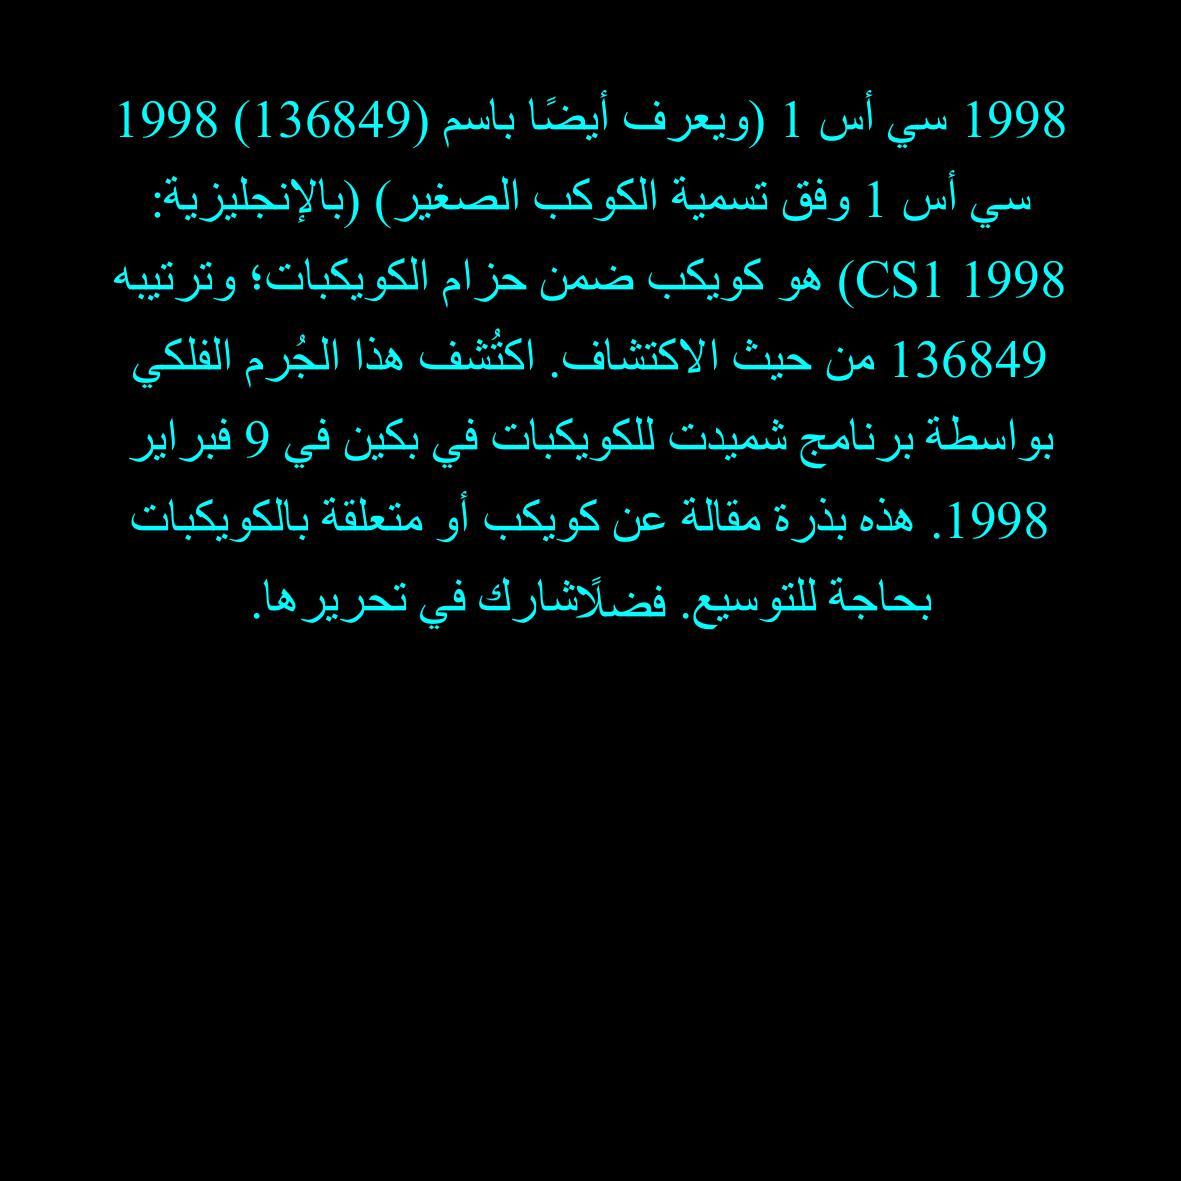 1998 سي أس 1 (ويعرف أيضًا باسم (136849) 1998
سي أس 1 وفق تسمية الكوكب الصغير) (بالإنجليزية:
1998 CS1) هو كويكب ضمن حزام الكويكبات؛ وترتيبه
136849 من حيث الاكتشاف. اكتُشف هذا الجُرم الفلكي
بواسطة برنامج شميدت للكويكبات في بكين في 9 فبراير
1998. هذه بذرة مقالة عن كويكب أو متعلقة بالكويكبات
بحاجة للتوسيع. فضلًاشارك في تحريرها.